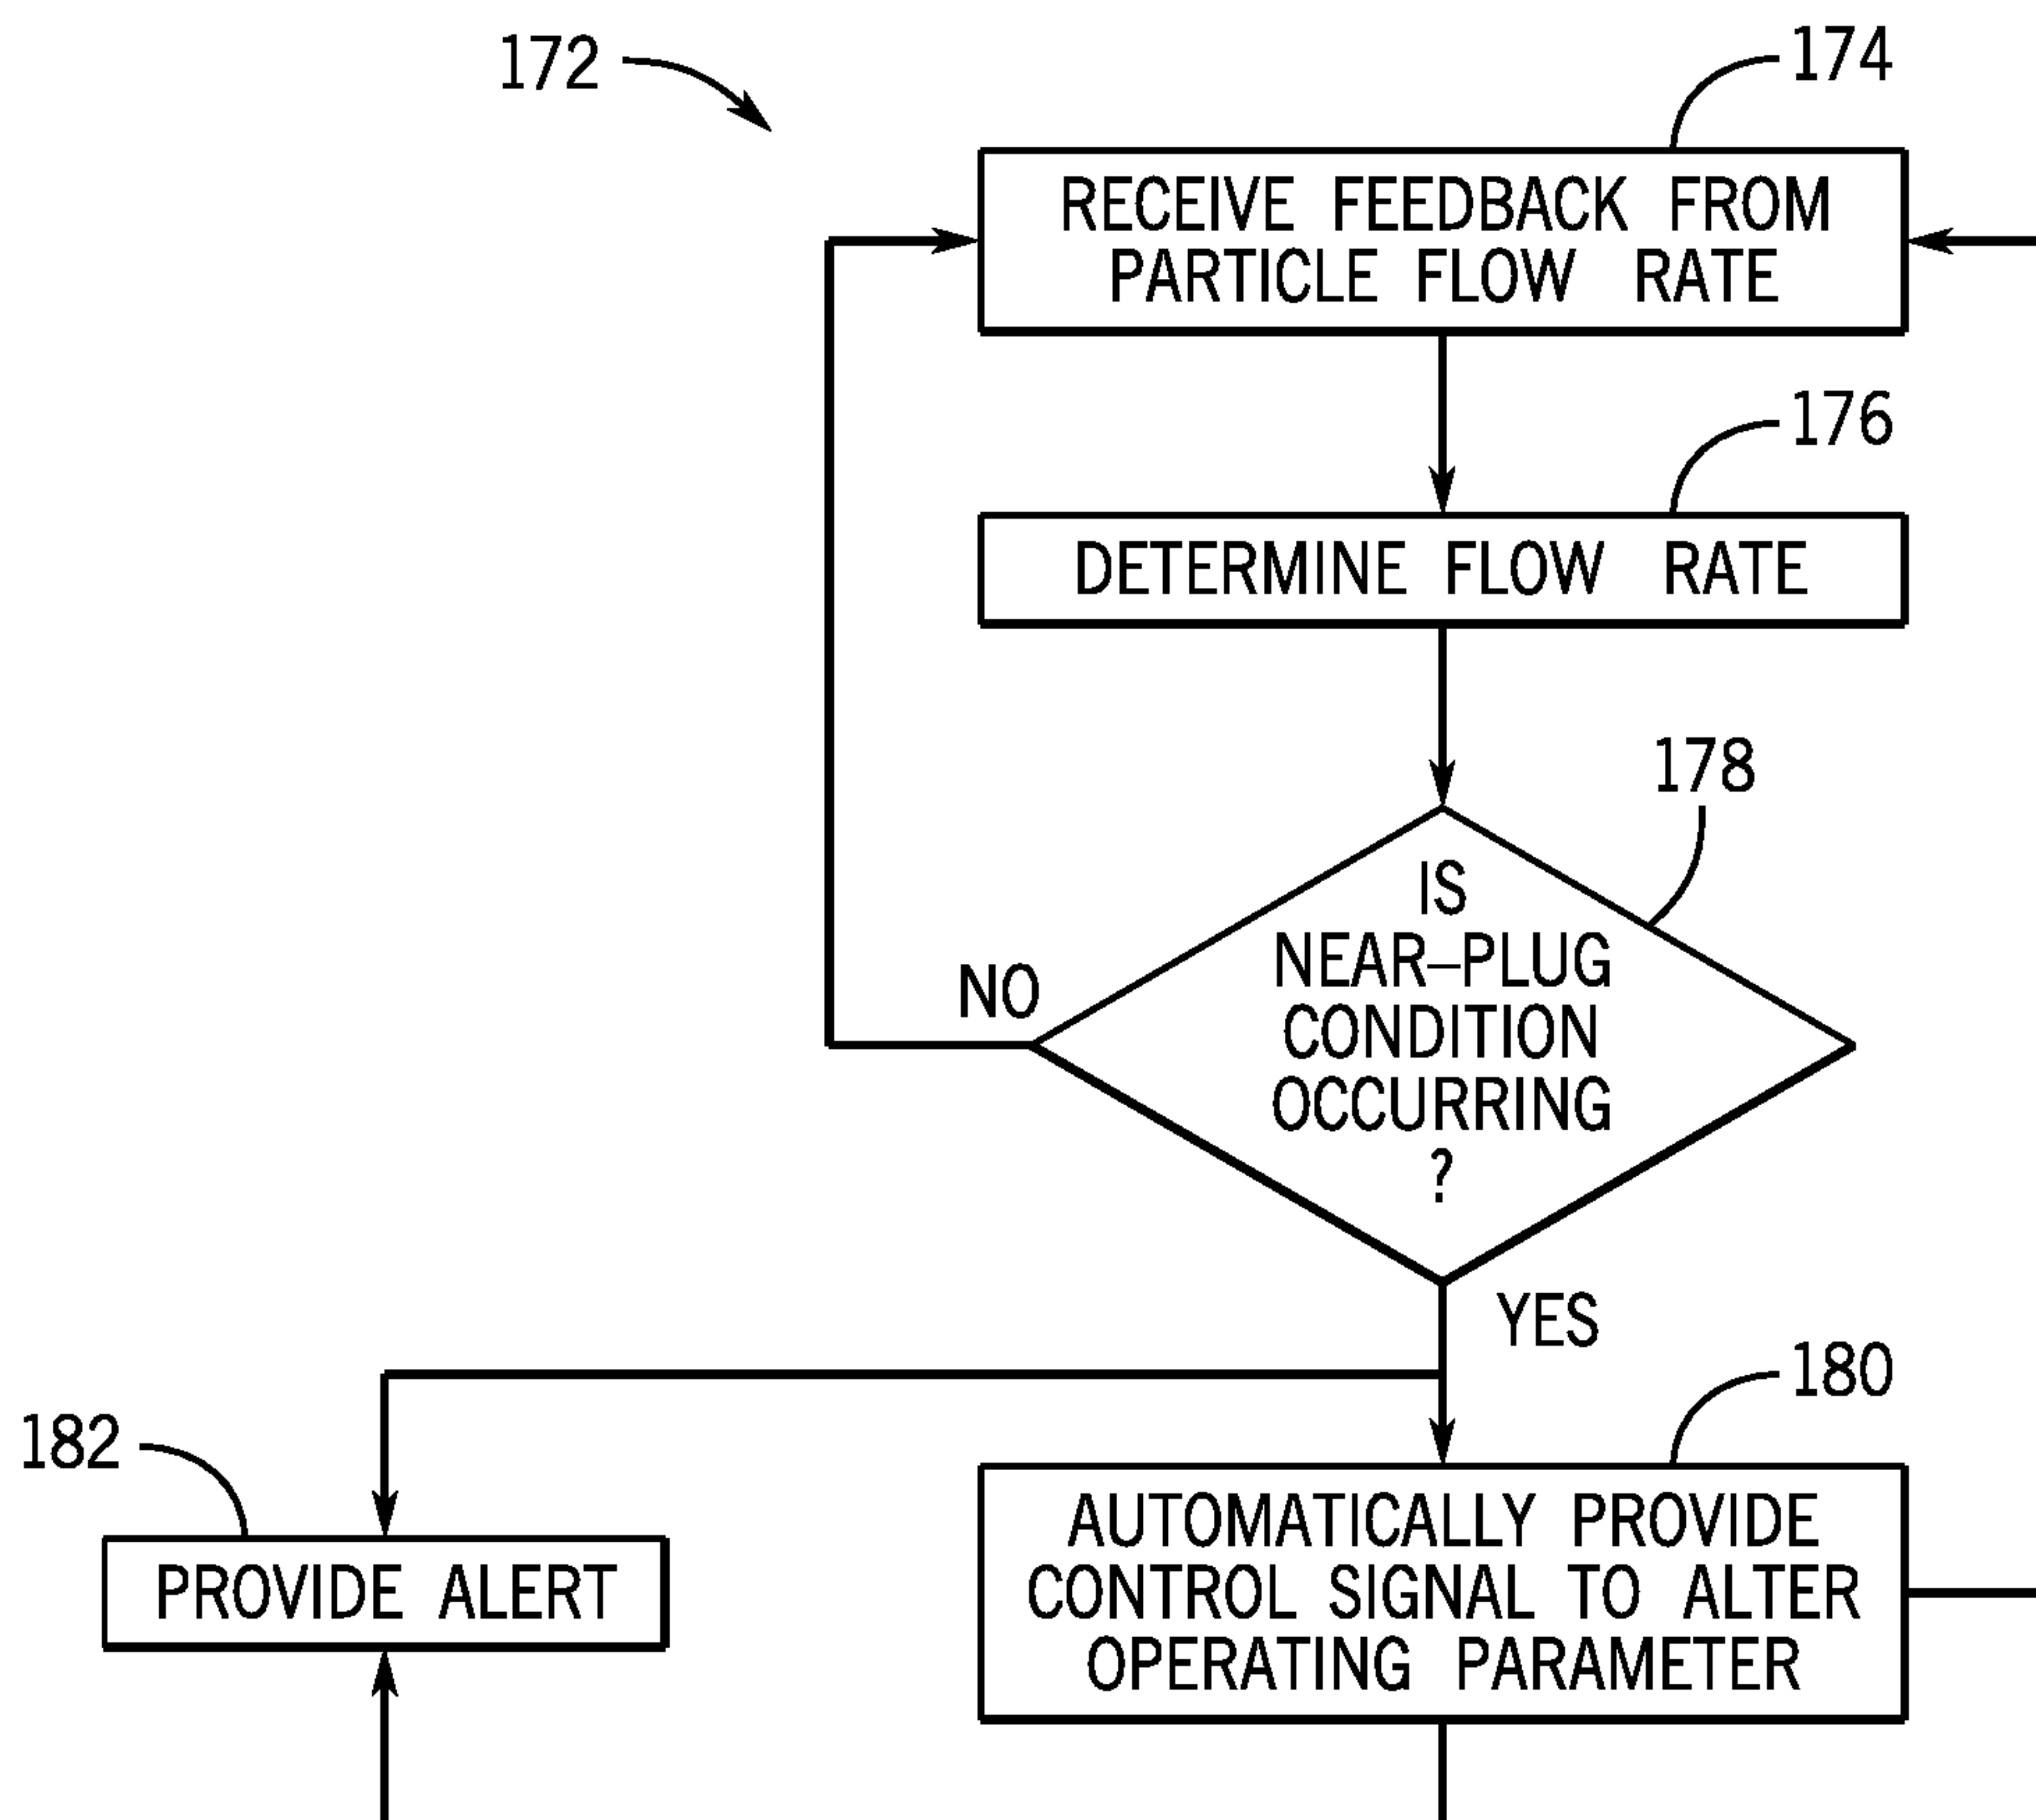 172
174
RECEIVE FEEDBACK FROM
PARTICLE FLOW RATE
176
DETERMINE FLOW RATE
178
IS
NEAR–PLUG
CONDITION
OCCURRING
?
NO
YES
180
182
AUTOMATICALLY PROVIDE
CONTROL SIGNAL TO ALTER
OPERATING PARAMETER
PROVIDE ALERT